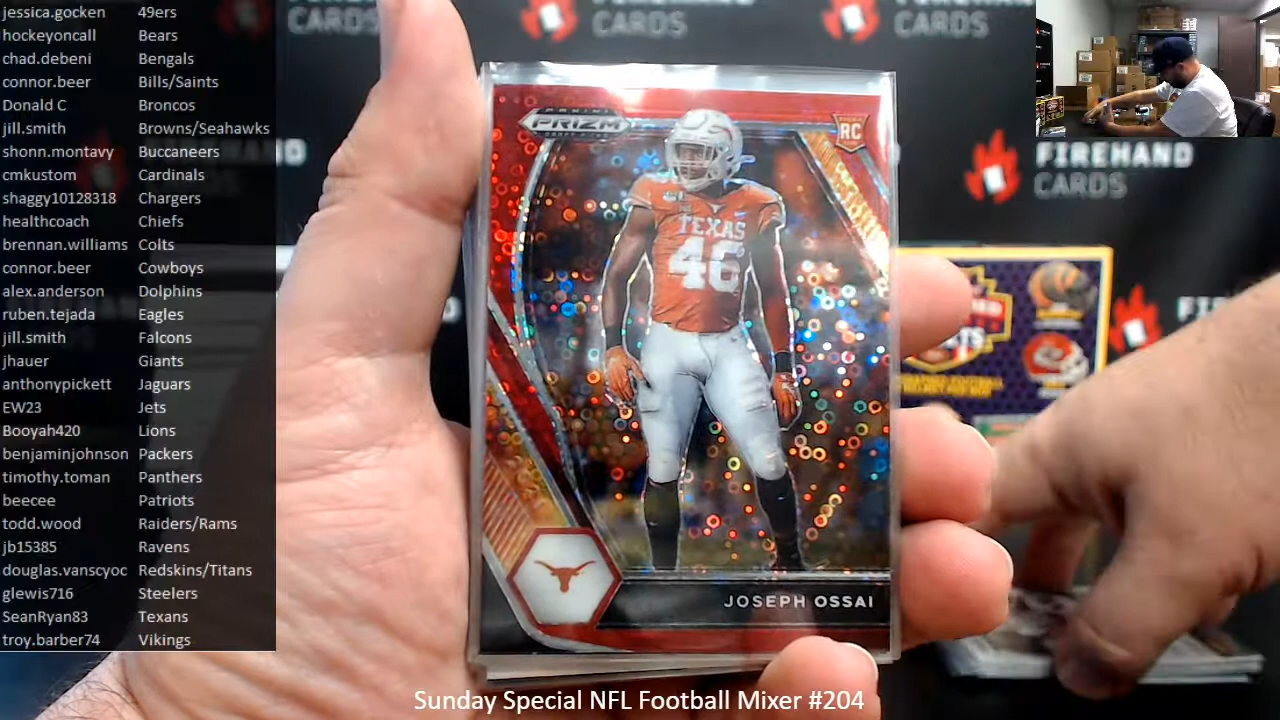 jessica.gocken 49ers
hockeyoncall Bears
chad.debeni Bengals
connor.beer Bills/Saints
Donald C Broncos
jill.smith Browns/Seahawks
shonn.montavy Buccaneers
cmkustom Cardinals
shaggy10128318 Chargers
healthcoach Chiefs
brennan.williams Colts
connor.beer Cowboys
alex.anderson Dolphins
ruben.tejada Eagles
jill.smith Falcons
jhauer Giants
anthonypickett Jaguars
EW23 Jets
Booyah420 Lions
benjaminjohnson Packers
timothy.toman Panthers
beecee Patriots
todd.wood Raiders/Rams
jb15385 Ravens
douglas.vanscyoc Redskins/Titans
glewis716 Steelers
SeanRyan83 Texans
troy.barber74 Vikings
CARDS
CARDS
CARDS
FIREHAND
CARDS
PANINI
PRIZM
RC
TEXAS
46
JOSEPH OSSAI
Sunday Special NFL Football Mixer #204